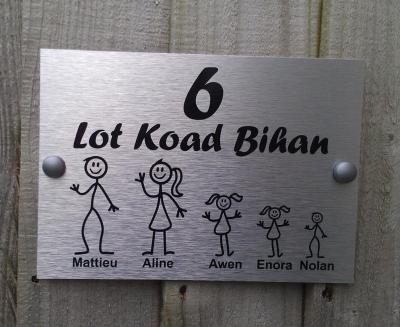 6
Lot Koad Bihan
Mattieu Aline Awen Enora Nolan